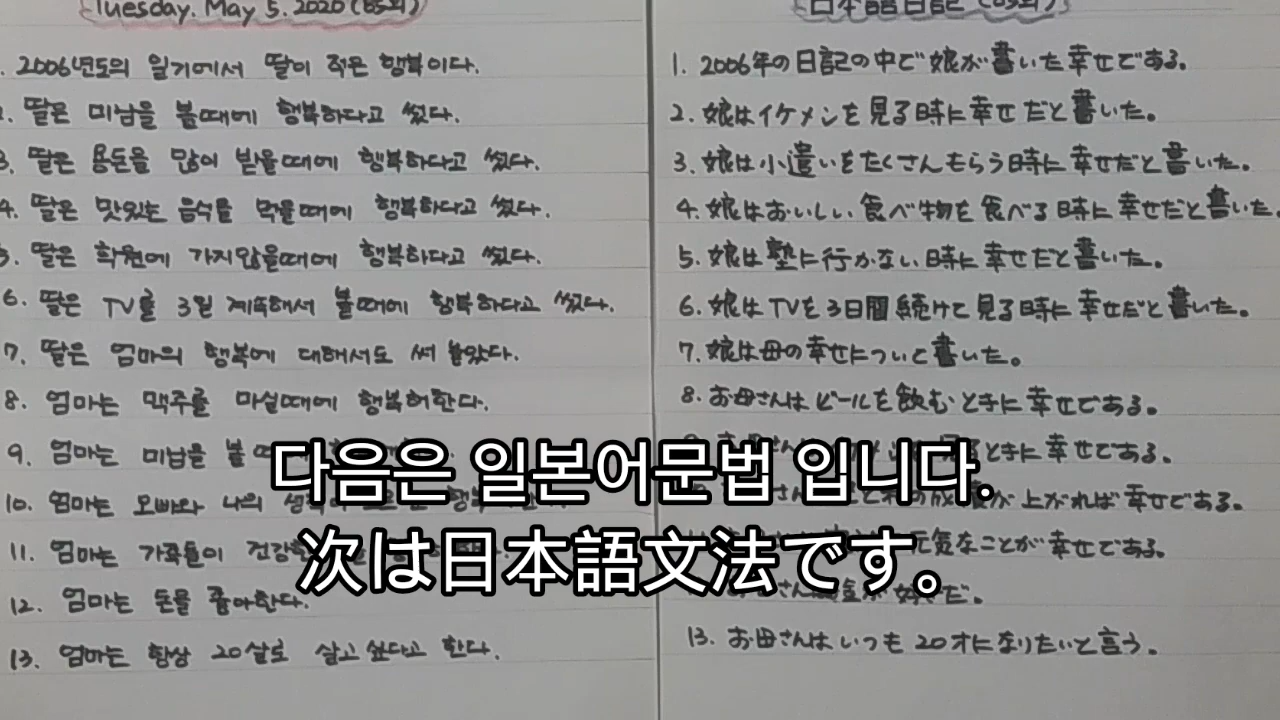 Tuesday, May 5, 2020 (65회)
1. 2006년도의 일기에서 딸이 적은 행복이다.
2. 딸은 미남을 볼때에 행복하다고 썼다.
3. 딸은 용돈을 많이 받을때에 행복하다고 썼다.
4. 딸은 맛있는 음식을 먹을때에 행복하다고 썼다.
5. 딸은 학원에 가지않을때에 행복하다고 썼다.
6. 딸은 TV를 3일 계속해서 볼때에 행복하다고 썼다.
7. 딸은 엄마의 행복에 대해서도 써 놓았다.
8. 엄마는 맥주를 마실때에 행복해한다.
9. 엄마는 미남을 볼때
10. 엄마는 오빠와 나의 성적
11. 엄마는 가족들이 건강
12. 엄마는 돈을 좋아한다.
13. 엄마는 항상 20살로 살고 싶다고 한다.
日本語日記 (65회)
1. 2006年の日記の中で娘が書いた幸せである。
2. 娘はイケメンを見る時に幸せだと書いた。
3. 娘は小遣いをたくさんもらう時に幸せだと書いた。
4. 娘はおいしい食べ物を食べる時に幸せだと書いた
5. 娘は塾に行かない時に幸せだと書いた。
6. 娘はTVを3日間続けて見る時に幸せだと書いた。
7. 娘は母の幸せについと書いた。
8. お母さんはビールを飲むときに幸せである。
見るときに幸せである。
が上がれば幸せである。
元気なことが幸せである。
だ。
13. お母さんはいつも20才になりたいと言う。
다음은 일본어문법 입니다.
次は日本語文法です。